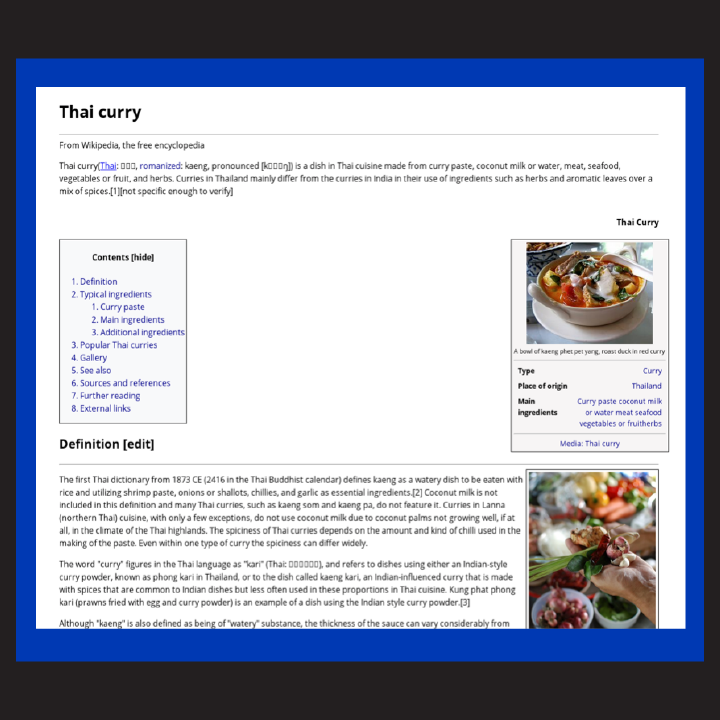 Thai curry
From Wikipedia, the free encyclopedia
Thai curry(Thai: , romanized: kaeng, pronounced [k ŋ]) is a dish in Thai cuisine made from curry paste, coconut milk or water, meat, seafood,
vegetables or fruit, and herbs. Curries in Thailand mainly differ from the curries in India in their use of ingredients such as herbs and aromatic leaves over a
mix of spices.[1][not specific enough to verify]
Thai Curry
Contents [hide]
1. Definition
2. Typical ingredients
1. Curry paste
2. Main ingredients
3. Additional ingredients
3. Popular Thai curries
4. Gallery
5. See also
6. Sources and references
7. Further reading
8. External links
A bowl of kaeng phet pet yang, roast duck in red curry
Type Curry
Place of origin Thailand
Main ingredients Curry paste coconut milk
or water meat seafood
vegetables or fruitherbs
Media: Thai curry
Definition [edit]
The first Thai dictionary from 1873 CE (2416 in the Thai Buddhist calendar) defines kaeng as a watery dish to be eaten with
rice and utilizing shrimp paste, onions or shallots, chillies, and garlic as essential ingredients.[2] Coconut milk is not
included in this definition and many Thai curries, such as kaeng som and kaeng pa, do not feature it. Curries in Lanna
(northern Thai) cuisine, with only a few exceptions, do not use coconut milk due to coconut palms not growing well, if at
all, in the climate of the Thai highlands. The spiciness of Thai curries depends on the amount and kind of chilli used in the
making of the paste. Even within one type of curry the spiciness can differ widely.
The word "curry" figures in the Thai language as "kari" (Thai: ), and refers to dishes using either an Indian-style
curry powder, known as phong kari in Thailand, or to the dish called kaeng kari, an Indian-influenced curry that is made
with spices that are common to Indian dishes but less often used in these proportions in Thai cuisine. Kung phat phong
kari (prawns fried with egg and curry powder) is an example of a dish using the Indian style curry powder.[3]
Although "kaeng" is also defined as being of "watery" substance, the thickness of the sauce can vary considerably from